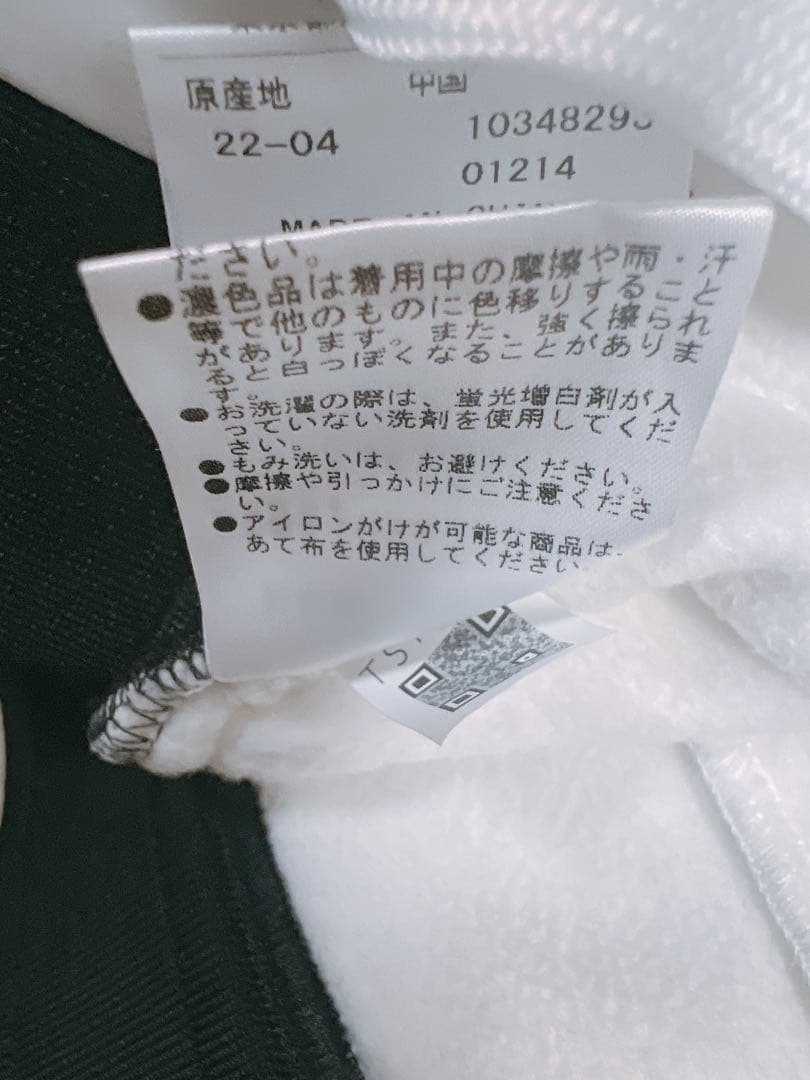 原産地 中国
22-04 1034829
01214
ださい。
●濃色品は着用中の摩擦や雨・汗
等で他のものに色移りすること
があります。また、強く擦られ
ると白っぽくなることがありま
す。
●お洗濯の際は、蛍光増白剤が入
っていない洗剤を使用してくだ
さい。
●もみ洗いは、お避けください。
●摩擦や引っかけにご注意くださ
い。
●アイロンがけが可能な商品は、
あて布を使用してください。
TS